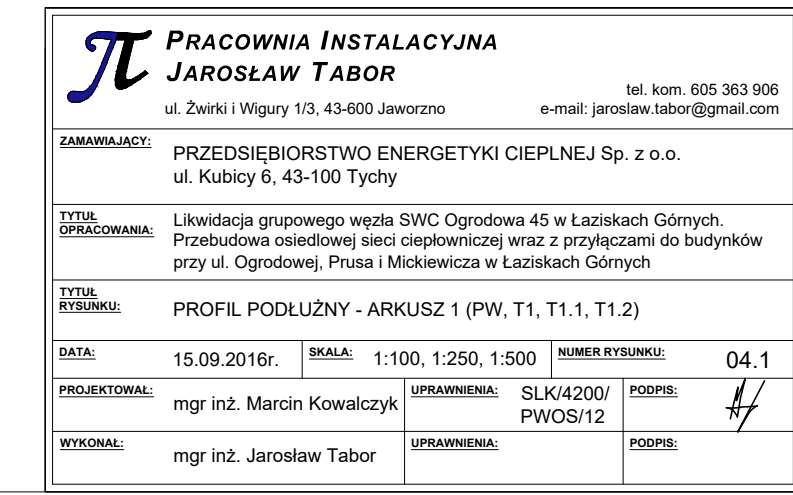 PRACOWNIA INSTALACYJNA
JAROSŁAW TABOR
tel. kom. 605 363 906
ul. Żwirki i Wigury 1/3, 43-600 Jaworzno e-mail: jaroslaw.tabor@gmail.com
ZAMAWIAJĄCY:
PRZEDSIĘBIORSTWO ENERGETYKI CIEPLNEJ Sp. z o.o.
ul. Kubicy 6, 43-100 Tychy
TYTUŁ
OPRACOWANIA:
Likwidacja grupowego węzła SWC Ogrodowa 45 w Łaziskach Górnych.
Przebudowa osiedlowej sieci ciepłowniczej wraz z przyłączami do budynków
przy ul. Ogrodowej, Prusa i Mickiewicza w Łaziskach Górnych
TYTUŁ
RYSUNKU:
PROFIL PODŁUŻNY - ARKUSZ 1 (PW, T1, T1.1, T1.2)
DATA: 15.09.2016r. SKALA: 1:100, 1:250, 1:500 NUMER RYSUNKU: 04.1
PROJEKTOWAŁ: mgr inż. Marcin Kowalczyk UPRAWNIENIA: SLK/4200/
PWOS/12
PODPIS:
WYKONAŁ: mgr inż. Jarosław Tabor UPRAWNIENIA: PODPIS: